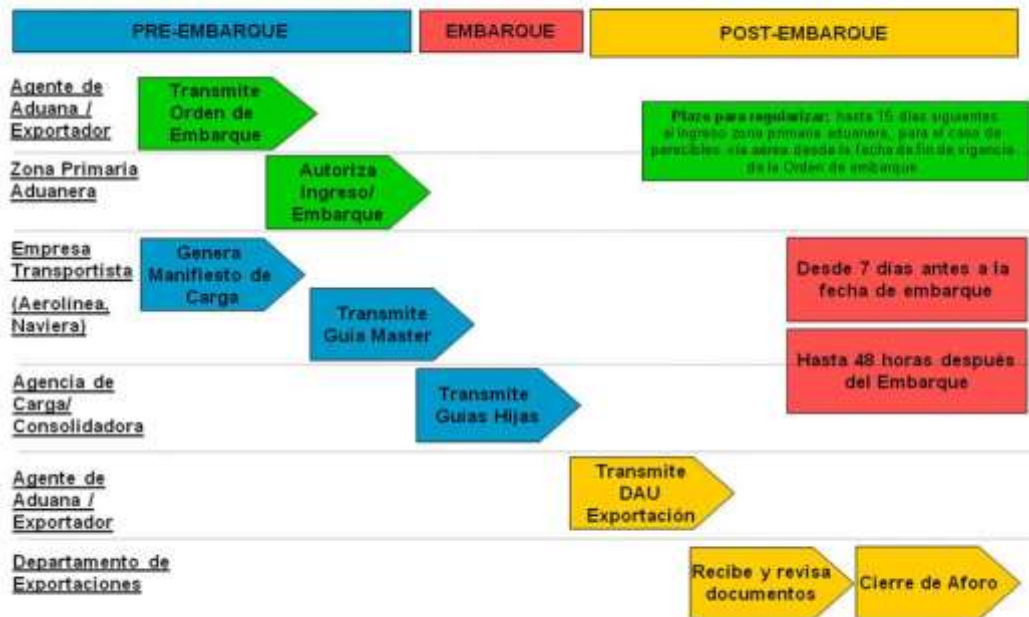 PRE-EMBARQUE
EMBARQUE
POST-EMBARQUE
Agente de
Aduana /
Exportador
Transmite
Orden de
Embarque
Plazo para regularizar: hasta 15 días siguientes
al ingreso zona primaria aduanera, para el caso de
perecibles vía aérea desde la fecha de fin de vigencia
de la Orden de embarque
Zona Primaria
Aduanera
Autoriza
Ingreso/
Embarque
Empresa
Transportista
(Aerolínea,
Naviera)
Genera
Manifiesto de
Carga
Transmite
Guia Master
Desde 7 días antes a la
fecha de embarque
Hasta 48 horas después
del Embarque
Agencia de
Carga/
Consolidadora
Transmite
Guias Hijas
Agente de
Aduana /
Exportador
Transmite
DAU
Exportación
Departamento de
Exportaciones
Recibe y revisa
documentos
Cierre de Aforo